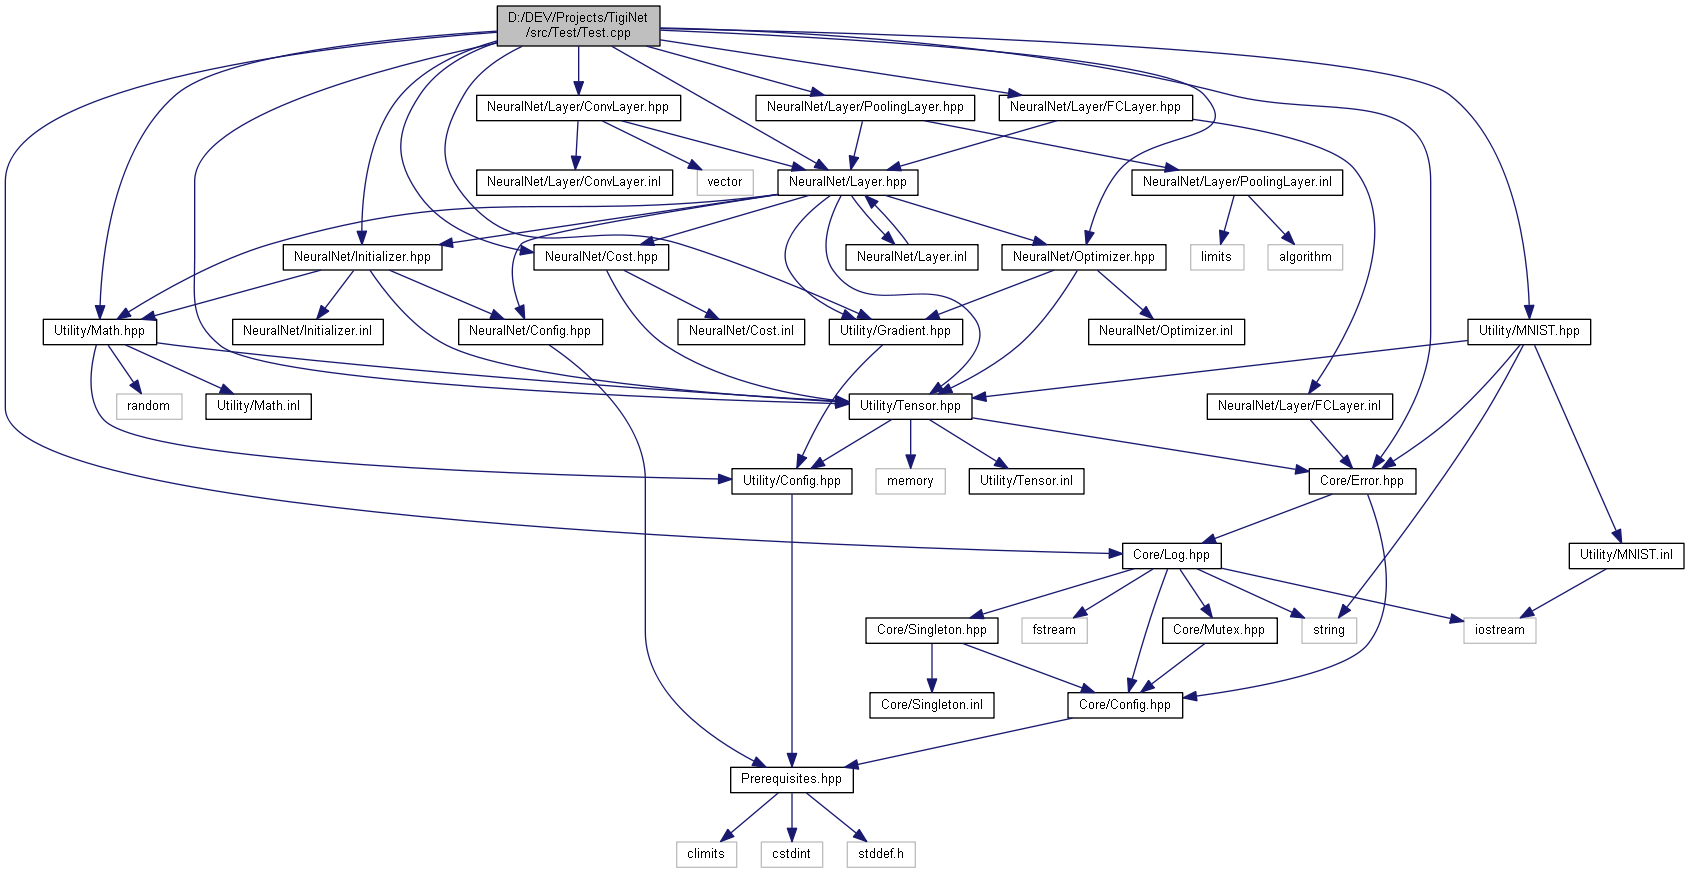 D:/DEV/Projects/TigiNet
/src/Test/Test.cpp
NeuralNet/Layer/ConvLayer.hpp
NeuralNet/Layer/PoolingLayer.hpp
NeuralNet/Layer/FCLayer.hpp
NeuralNet/Layer/ConvLayer.inl
vector
NeuralNet/Layer.hpp
NeuralNet/Layer/PoolingLayer.inl
NeuralNet/Initializer.hpp
NeuralNet/Cost.hpp
NeuralNet/Layer.inl
NeuralNet/Optimizer.hpp
limits
algorithm
Utility/Math.hpp
NeuralNet/Initializer.inl
NeuralNet/Config.hpp
NeuralNet/Cost.inl
Utility/Gradient.hpp
NeuralNet/Optimizer.inl
Utility/MNIST.hpp
random
Utility/Math.inl
Utility/Tensor.hpp
NeuralNet/Layer/FCLayer.inl
Utility/Config.hpp
memory
Utility/Tensor.inl
Core/Error.hpp
Core/Log.hpp
Utility/MNIST.inl
Core/Singleton.hpp
fstream
Core/Mutex.hpp
string
iostream
Core/Singleton.inl
Core/Config.hpp
Prerequisites.hpp
climits
cstdint
stddef.h